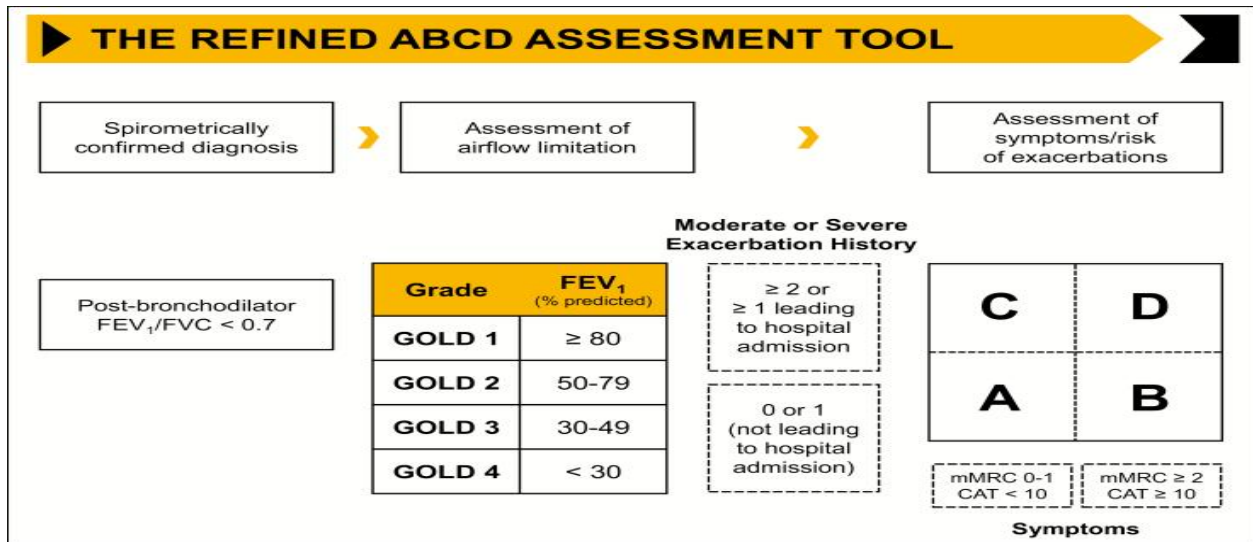 THE REFINED ABCD ASSESSMENT TOOL
Spirometrically
confirmed diagnosis
Assessment of
airflow limitation
Assessment of
symptoms/risk
of exacerbations
Post-bronchodilator
FEV₁/FVC < 0.7
Grade FEV₁
(% predicted)
GOLD 1 ≥ 80
GOLD 2 50-79
GOLD 3 30-49
GOLD 4 < 30
Moderate or Severe
Exacerbation History
≥ 2 or
≥ 1 leading
to hospital
admission
0 or 1
(not leading
to hospital
admission)
C D
A B
mMRC 0-1
CAT < 10
mMRC ≥ 2
CAT ≥ 10
Symptoms